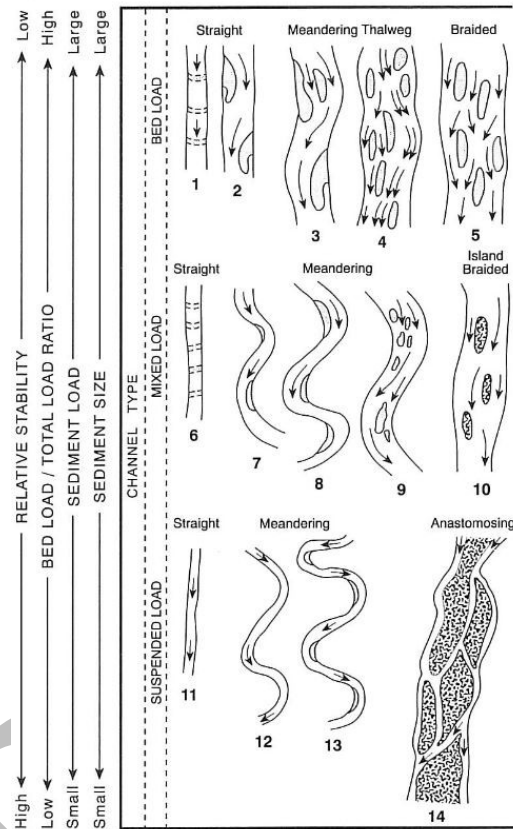 Low
High
Large
Large
RELATIVE STABILITY
BED LOAD / TOTAL LOAD RATIO
SEDIMENT LOAD
SEDIMENT SIZE
High
Low
Small
Small
CHANNEL TYPE
BED LOAD
Straight
Meandering Thalweg
Braided
1
2
3
4
5
MIXED LOAD
Straight
Meandering
Island
Braided
6
7
8
9
10
SUSPENDED LOAD
Straight
Meandering
Anastomosing
11
12
13
14